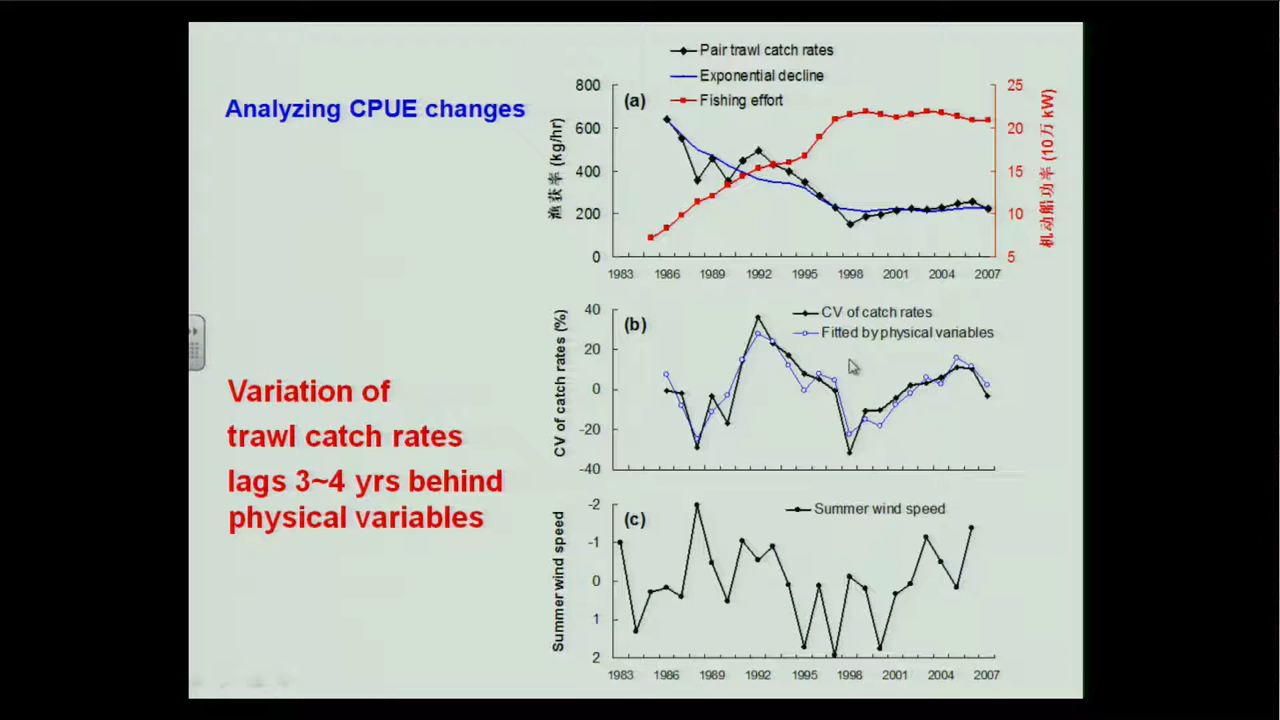 Analyzing CPUE changes
Variation of
trawl catch rates
lags 3~4 yrs behind
physical variables
Pair trawl catch rates
Exponential decline
Fishing effort
(a)
渔获率 (kg/hr)
800
600
400
200
0
机动船功率 (10万 kW)
25
20
15
10
5
1983 1986 1989 1992 1995 1998 2001 2004 2007
CV of catch rates
Fitted by physical variables
(b)
CV of catch rates (%)
40
20
0
-20
-40
Summer wind speed
(c)
Summer wind speed
-2
-1
0
1
2
1983 1986 1989 1992 1995 1998 2001 2004 2007